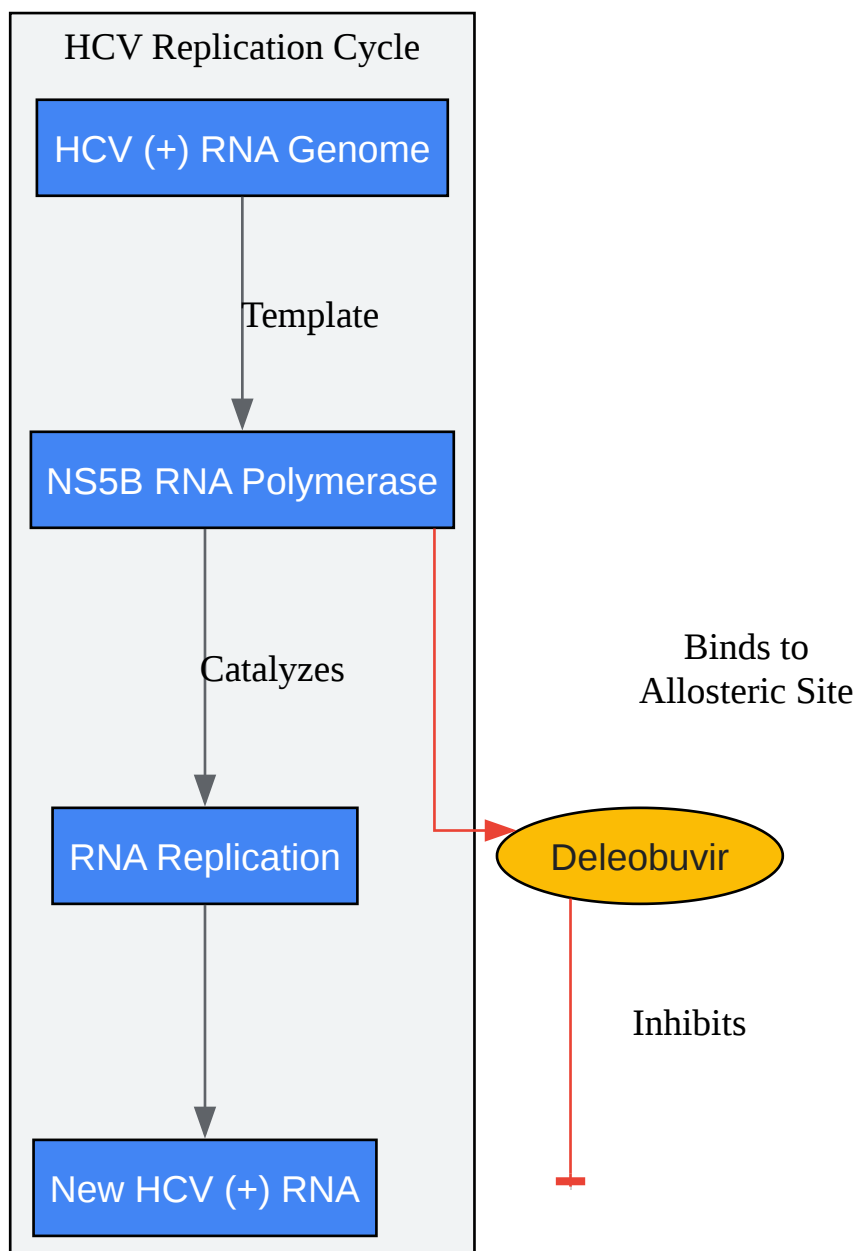 HCV Replication Cycle
HCV (+) RNA Genome
Template
NS5B RNA Polymerase
Binds to
Allosteric Site
Catalyzes
RNA Replication
Deleobuvir
Inhibits
New HCV (+) RNA